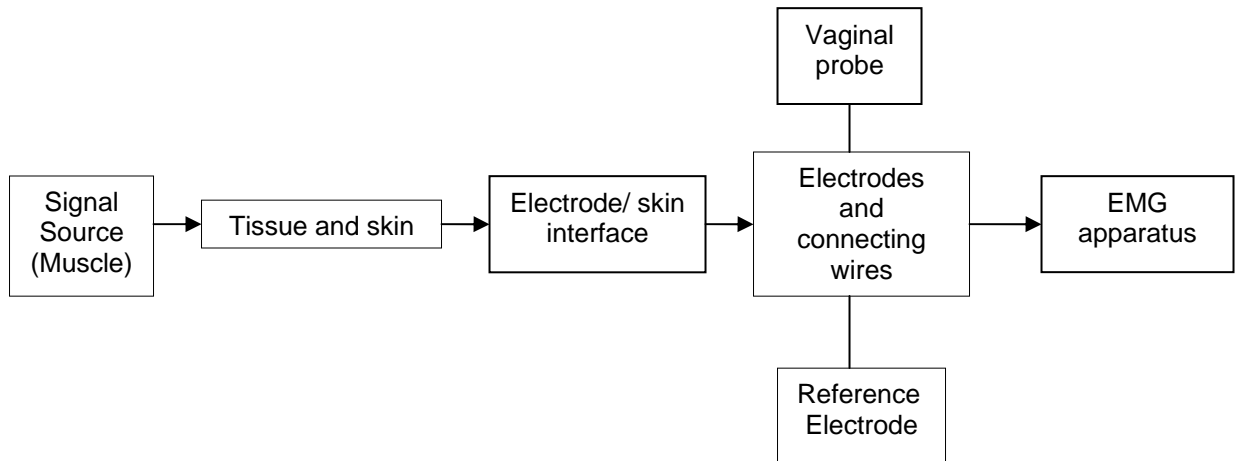 Vaginal
probe
Signal
Source
(Muscle)
Tissue and skin
Electrode/ skin
interface
Electrodes
and
connecting
wires
EMG
apparatus
Reference
Electrode